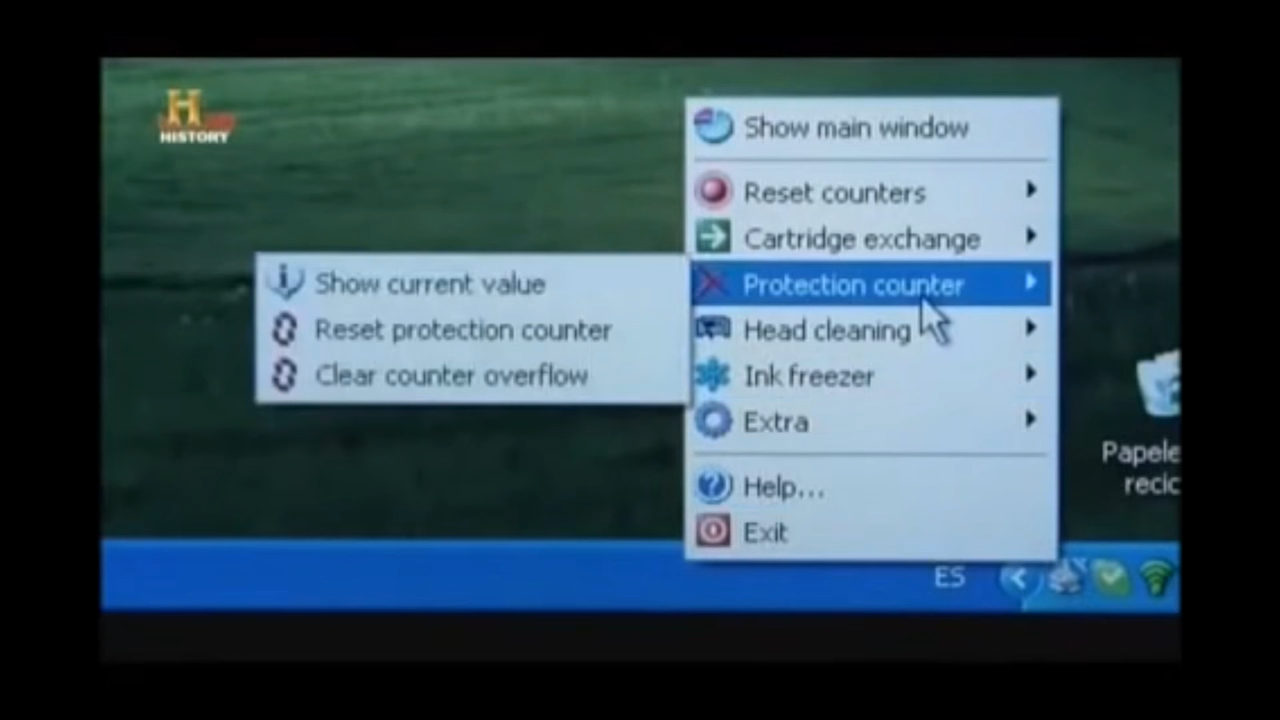 H
HISTORY
Show main window
Reset counters
Cartridge exchange
Protection counter
Head cleaning
Ink freezer
Extra
Help...
Exit
Show current value
Reset protection counter
Clear counter overflow
Papele
recic
ES